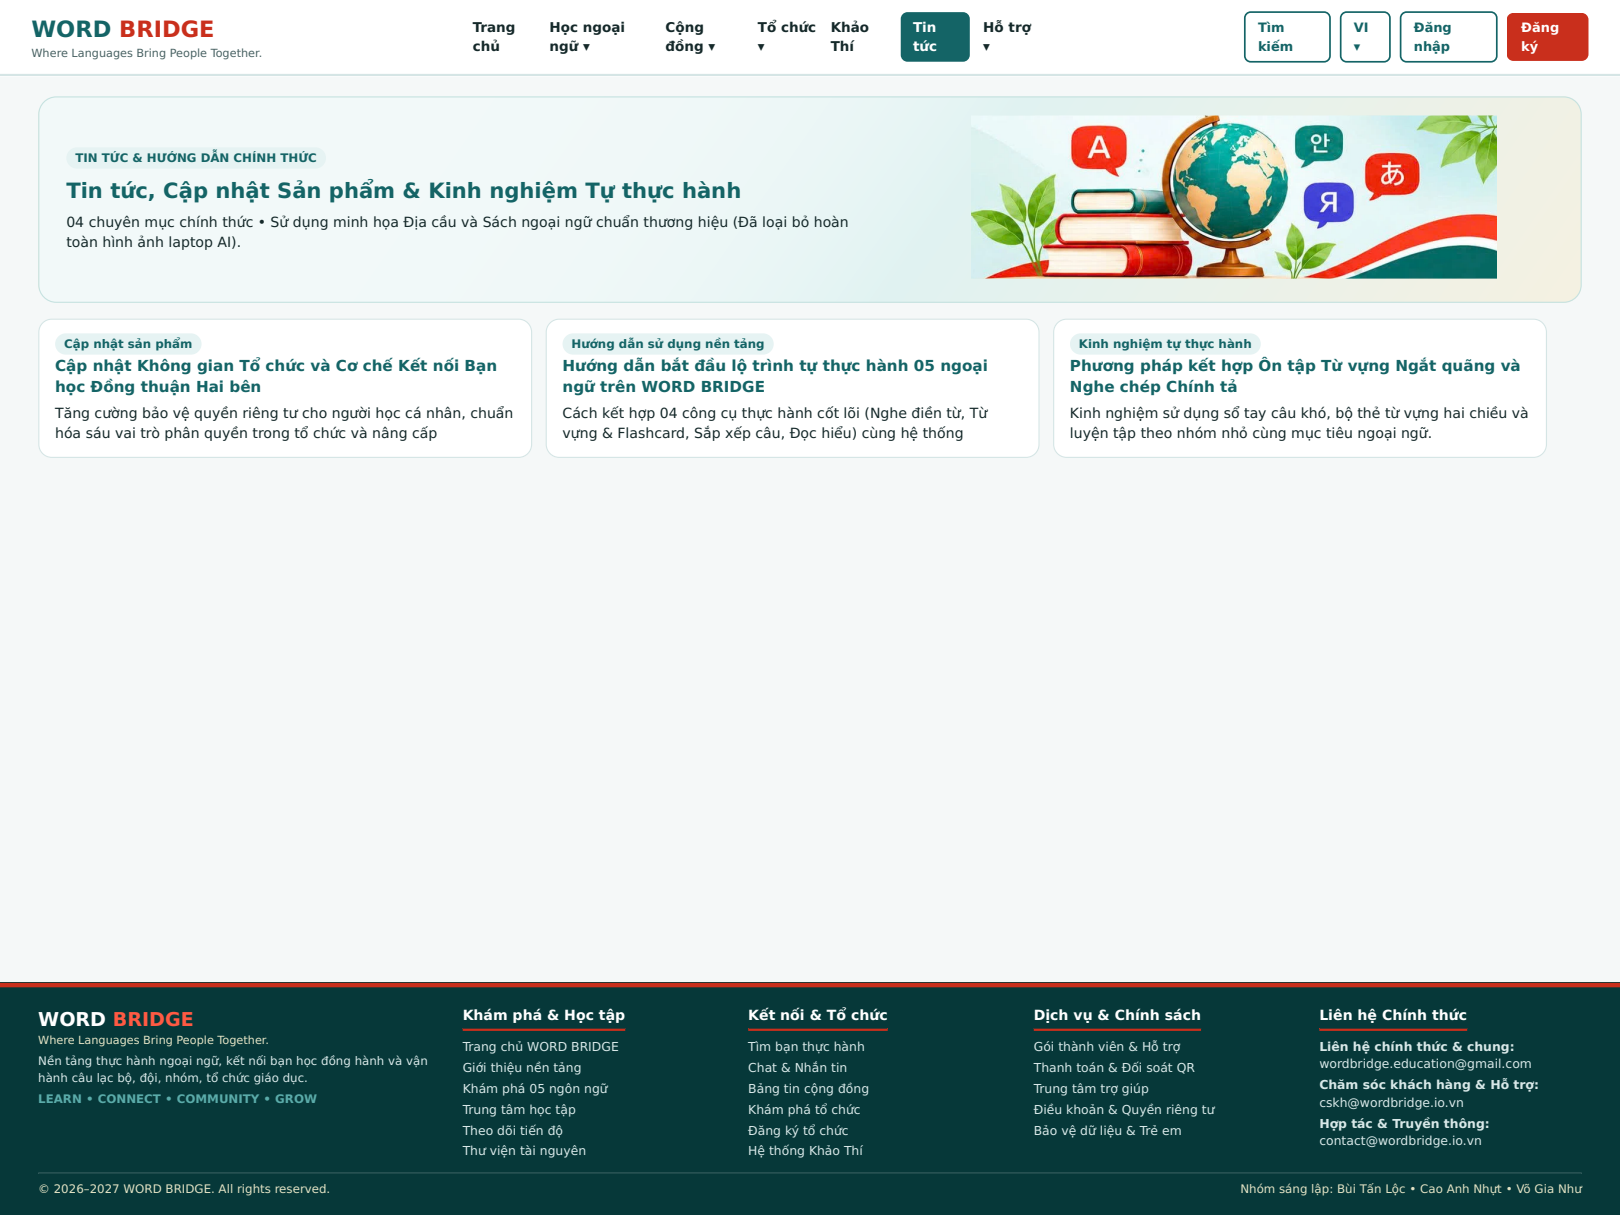 WORD BRIDGE
Where Languages Bring People Together.
Trang chủ
Học ngoại ngữ ▾
Cộng đồng ▾
Tổ chức ▾
Khảo Thí
Tin tức
Hỗ trợ ▾
Tìm kiếm
VI ▾
Đăng nhập
Đăng ký
TIN TỨC & HƯỚNG DẪN CHÍNH THỨC
Tin tức, Cập nhật Sản phẩm & Kinh nghiệm Tự thực hành
04 chuyên mục chính thức • Sử dụng minh họa Địa cầu và Sách ngoại ngữ chuẩn thương hiệu (Đã loại bỏ hoàn
toàn hình ảnh laptop AI).
A
안
あ
Я
Cập nhật sản phẩm
Cập nhật Không gian Tổ chức và Cơ chế Kết nối Bạn
học Đồng thuận Hai bên
Tăng cường bảo vệ quyền riêng tư cho người học cá nhân, chuẩn
hóa sáu vai trò phân quyền trong tổ chức và nâng cấp
Hướng dẫn sử dụng nền tảng
Hướng dẫn bắt đầu lộ trình tự thực hành 05 ngoại
ngữ trên WORD BRIDGE
Cách kết hợp 04 công cụ thực hành cốt lõi (Nghe điền từ, Từ
vựng & Flashcard, Sắp xếp câu, Đọc hiểu) cùng hệ thống
Kinh nghiệm tự thực hành
Phương pháp kết hợp Ôn tập Từ vựng Ngắt quãng và
Nghe chép Chính tả
Kinh nghiệm sử dụng sổ tay câu khó, bộ thẻ từ vựng hai chiều và
luyện tập theo nhóm nhỏ cùng mục tiêu ngoại ngữ.
WORD BRIDGE
Where Languages Bring People Together.
Nền tảng thực hành ngoại ngữ, kết nối bạn học đồng hành và vận
hành câu lạc bộ, đội, nhóm, tổ chức giáo dục.
LEARN • CONNECT • COMMUNITY • GROW
Khám phá & Học tập
Trang chủ WORD BRIDGE
Giới thiệu nền tảng
Khám phá 05 ngôn ngữ
Trung tâm học tập
Theo dõi tiến độ
Thư viện tài nguyên
Kết nối & Tổ chức
Tìm bạn thực hành
Chat & Nhắn tin
Bảng tin cộng đồng
Khám phá tổ chức
Đăng ký tổ chức
Hệ thống Khảo Thí
Dịch vụ & Chính sách
Gói thành viên & Hỗ trợ
Thanh toán & Đối soát QR
Trung tâm trợ giúp
Điều khoản & Quyền riêng tư
Bảo vệ dữ liệu & Trẻ em
Liên hệ Chính thức
Liên hệ chính thức & chung:
wordbridge.education@gmail.com
Chăm sóc khách hàng & Hỗ trợ:
cskh@wordbridge.io.vn
Hợp tác & Truyền thông:
contact@wordbridge.io.vn
© 2026–2027 WORD BRIDGE. All rights reserved.
Nhóm sáng lập: Bùi Tấn Lộc • Cao Anh Nhựt • Võ Gia Như